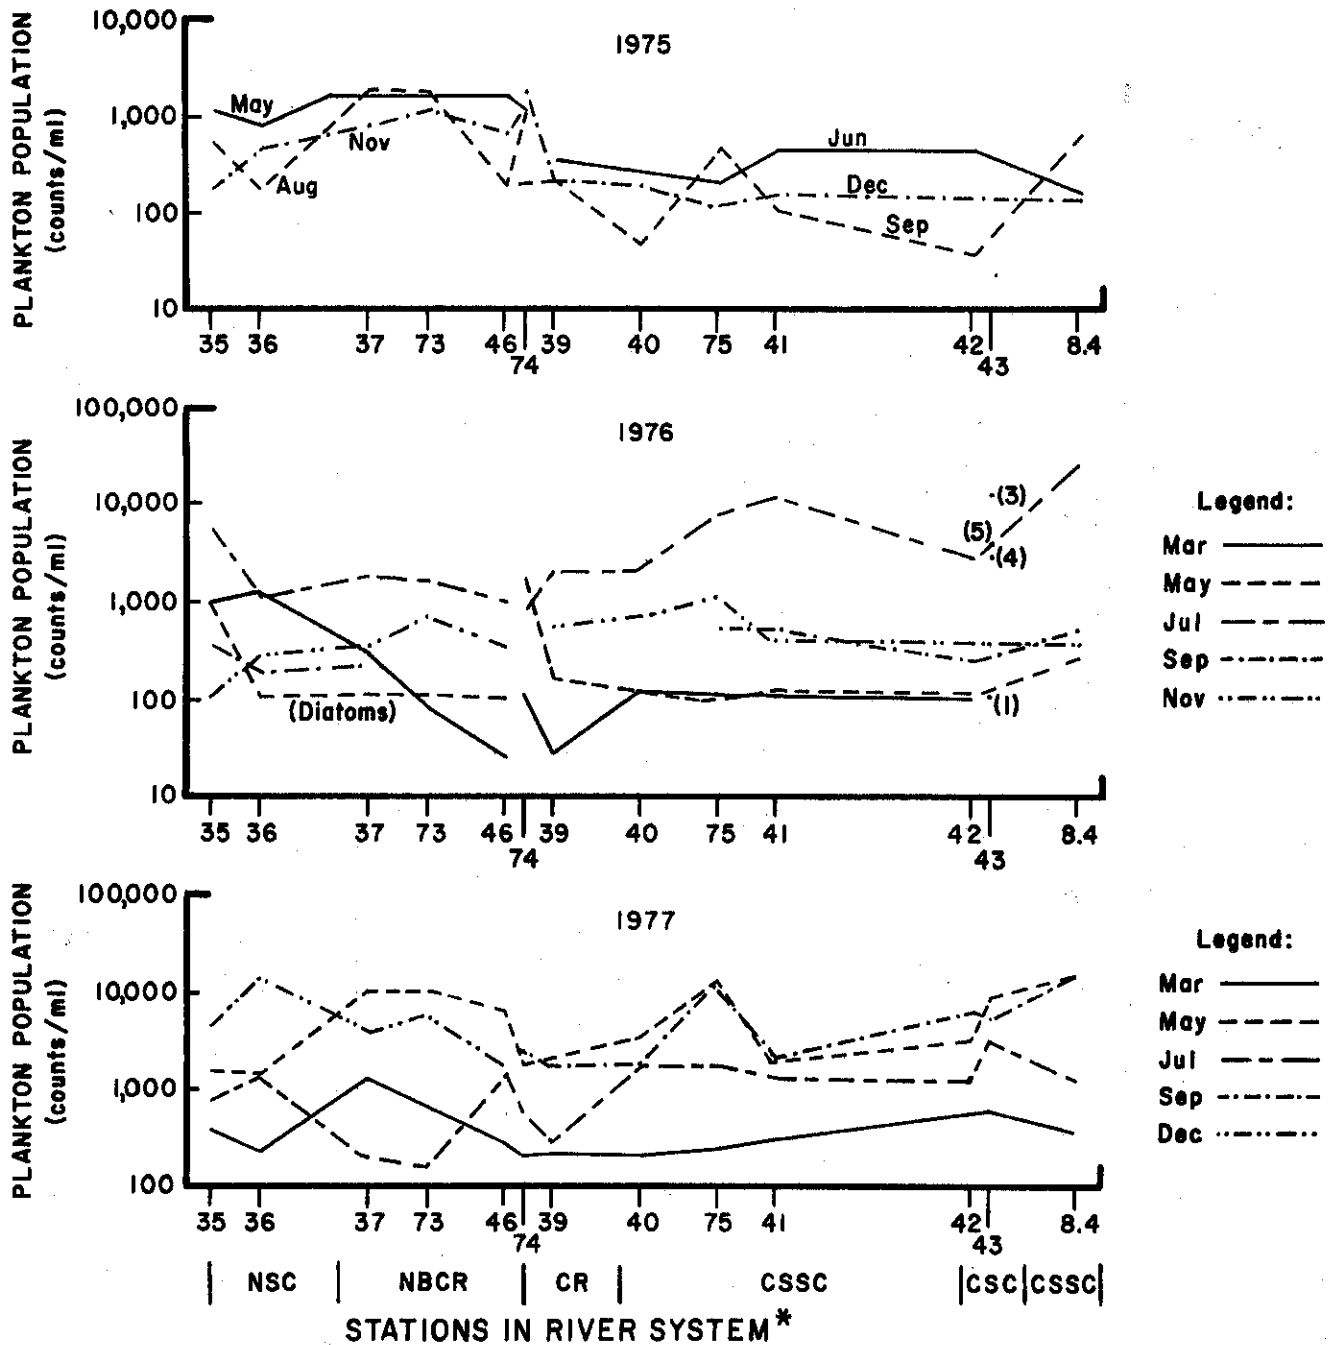 PLANKTON POPULATION
(counts/ml)
1975
10,000
1,000
100
10
May
Nov
Aug
Jun
Dec
Sep
35 36 37 73 46 74 39 40 75 41 42 43 8.4
PLANKTON POPULATION
(counts/ml)
1976
100,000
10,000
1,000
100
10
(Diatoms)
(3)
(5)
(4)
(1)
35 36 37 73 46 74 39 40 75 41 42 43 8.4
Legend:
Mar
May
Jul
Sep
Nov
PLANKTON POPULATION
(counts/ml)
1977
100,000
10,000
1,000
100
35 36 37 73 46 74 39 40 75 41 42 43 8.4
Legend:
Mar
May
Jul
Sep
Dec
NSC NBCR CR CSSC CSC CSSC
STATIONS IN RIVER SYSTEM*